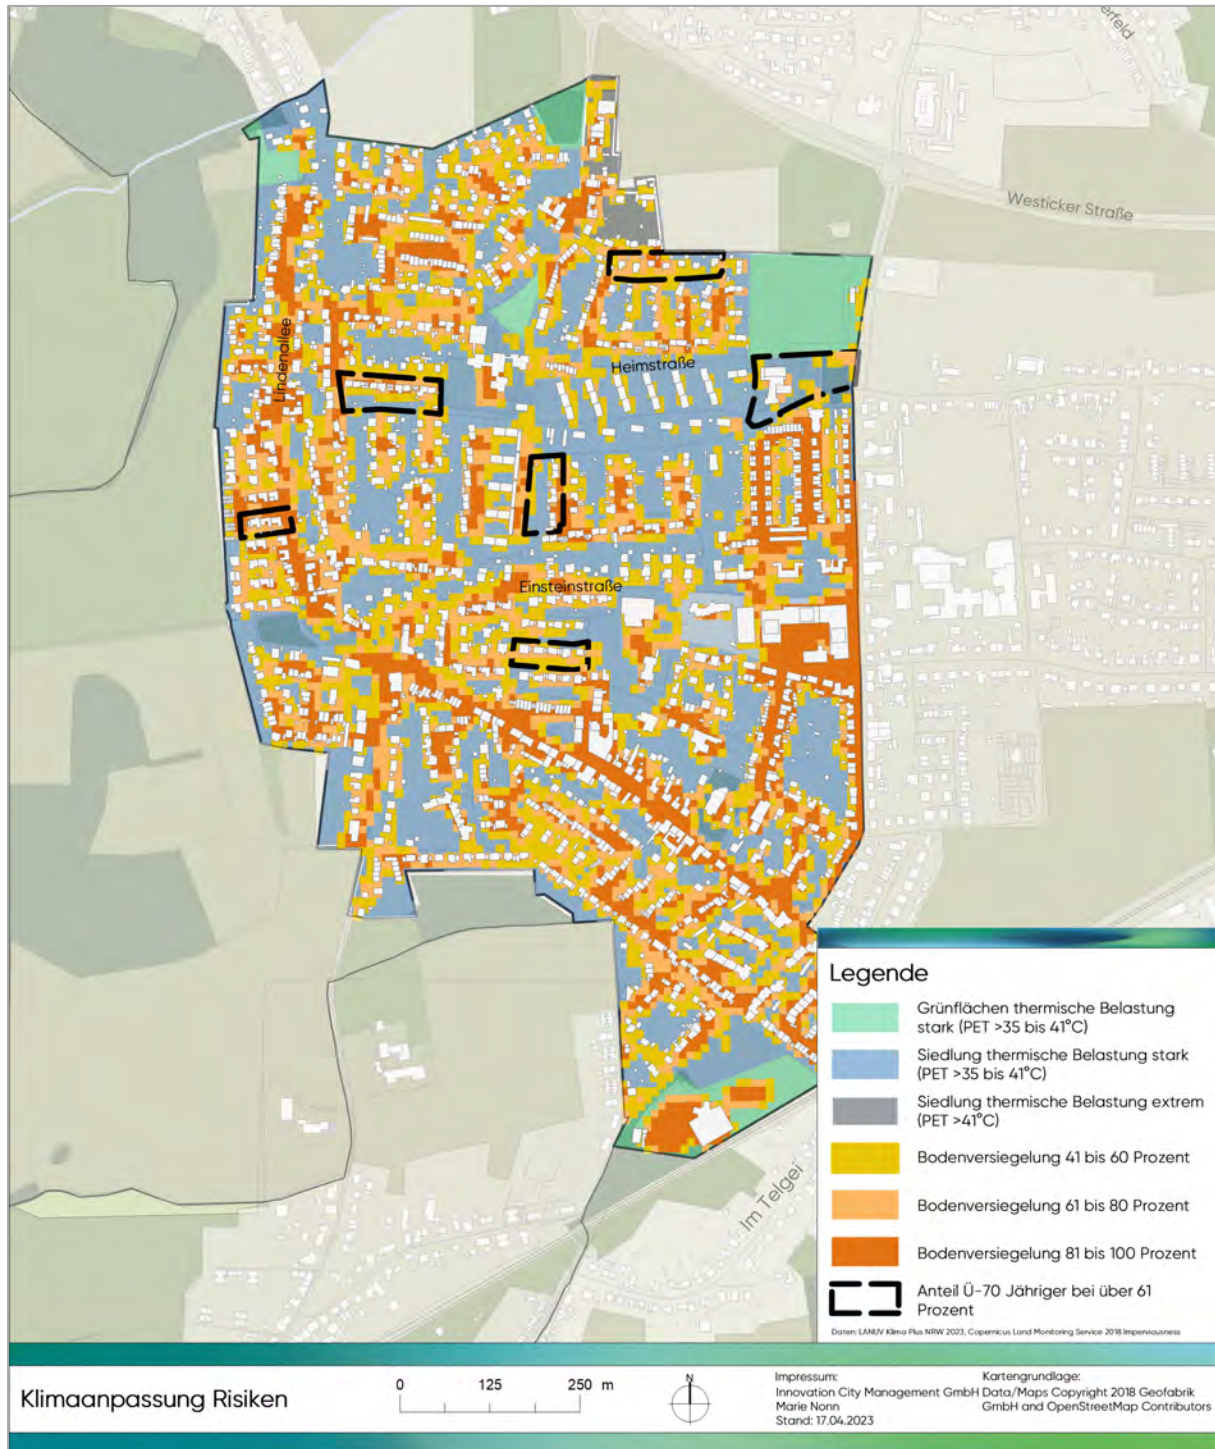 erfeld
Westicker Straße
Lindenallee
Heimstraße
Einsteinstraße
Im Telgei
Legende
Grünflächen thermische Belastung
stark (PET >35 bis 41°C)
Siedlung thermische Belastung stark
(PET >35 bis 41°C)
Siedlung thermische Belastung extrem
(PET >41°C)
Bodenversiegelung 41 bis 60 Prozent
Bodenversiegelung 61 bis 80 Prozent
Bodenversiegelung 81 bis 100 Prozent
Anteil Ü-70 Jähriger bei über 61
Prozent
Daten: LANUV Klima Plus NRW 2023, Copernicus Land Monitoring Service 2018 Imperviousness
Klimaanpassung Risiken
0 125 250 m
N
Impressum:
Innovation City Management GmbH
Marie Nonn
Stand: 17.04.2023
Kartengrundlage:
Data/Maps Copyright 2018 Geofabrik
GmbH and OpenStreetMap Contributors